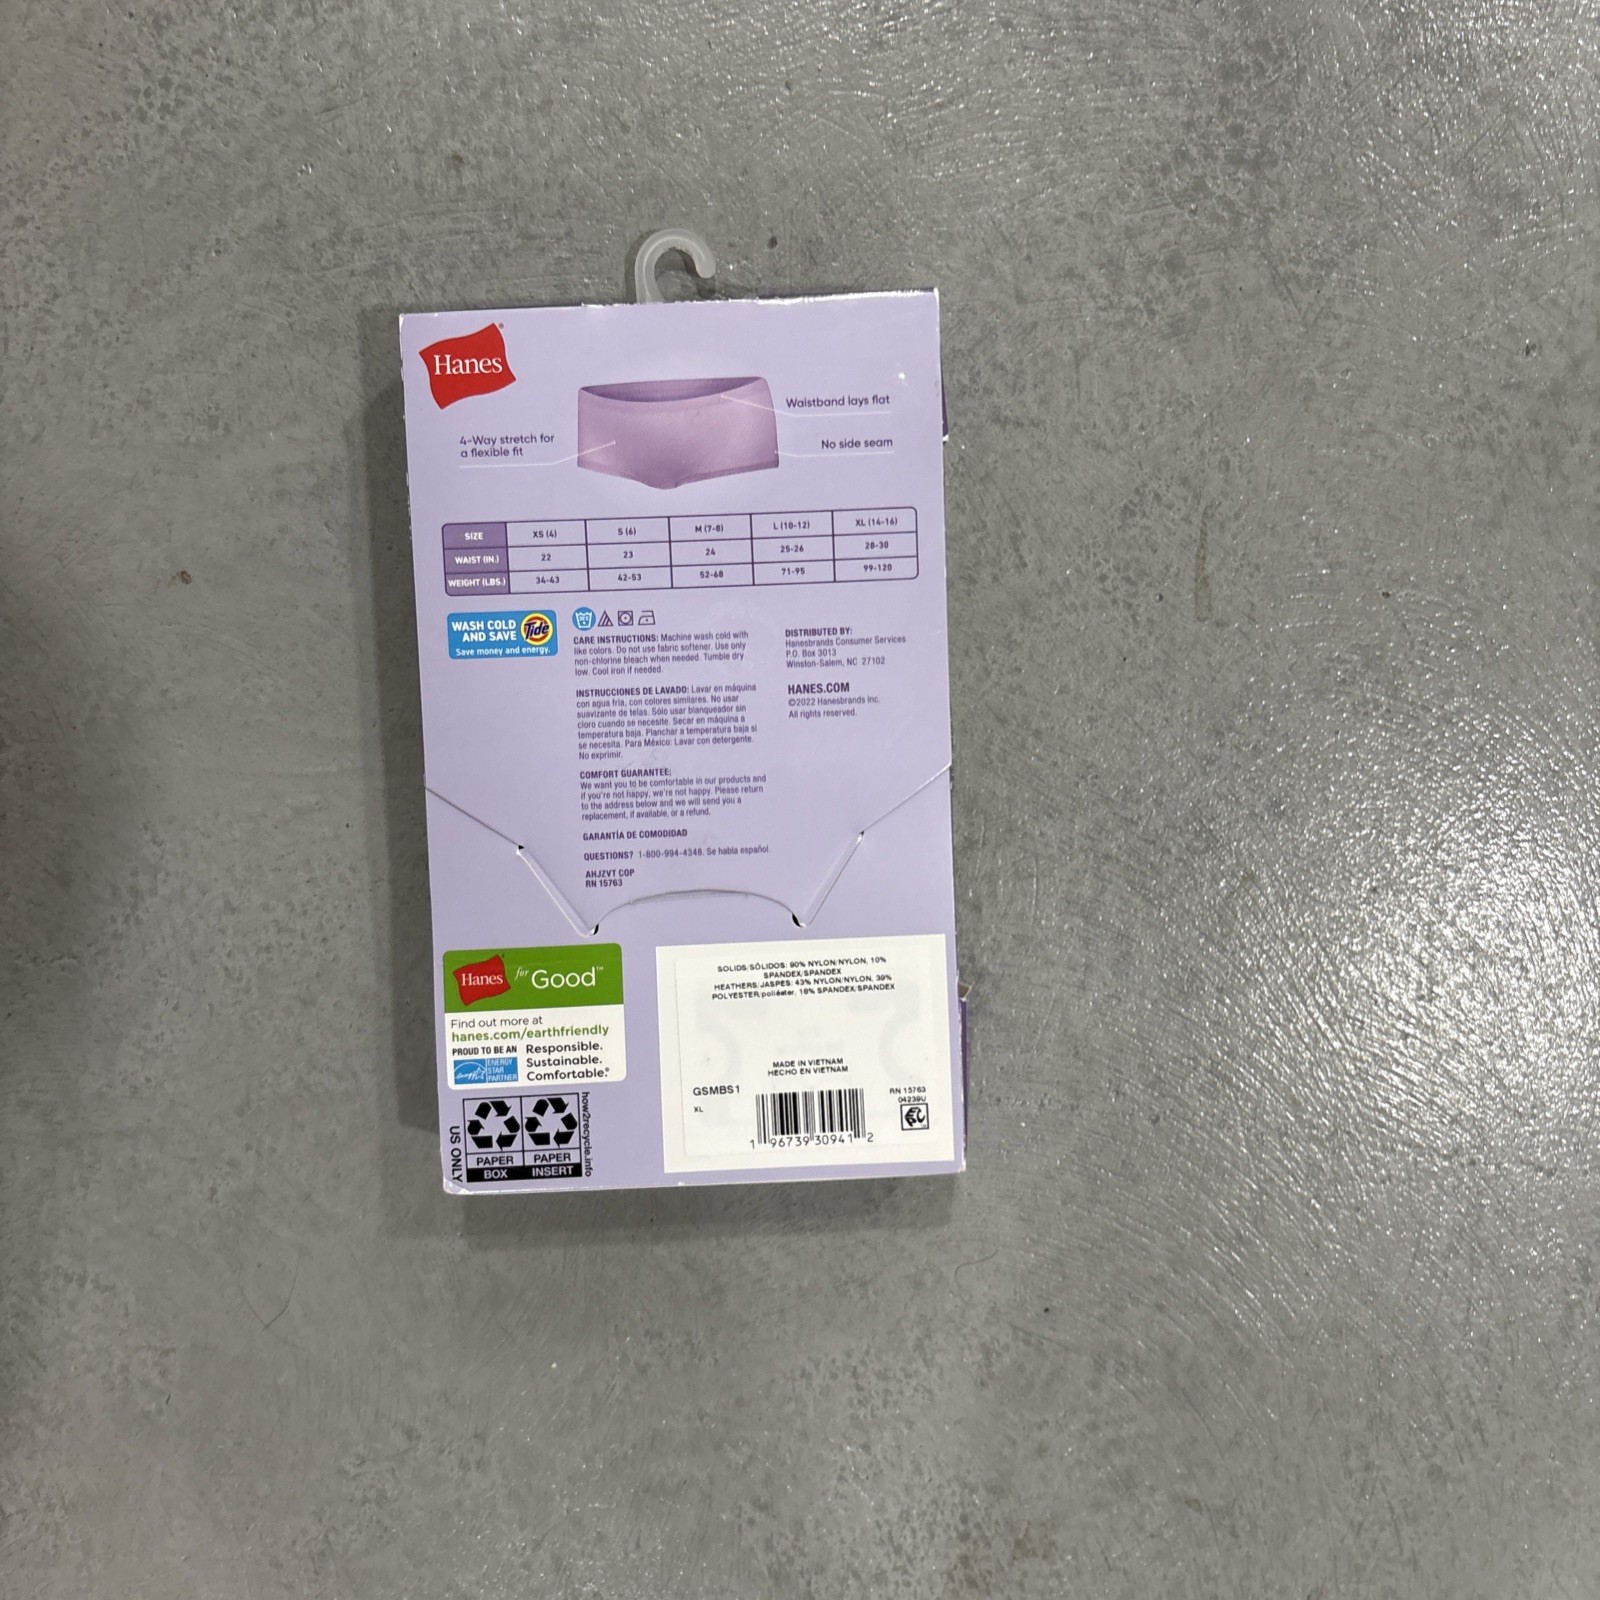 Hanes
4-Way stretch for
a flexible fit
Waistband lays flat
No side seam
SIZE XS (4) S (6) M (7-8) L (10-12) XL (14-16)
WAIST (IN.) 22 23 24 25-26 28-30
WEIGHT (LBS.) 34-43 42-53 52-68 71-95 99-120
WASH COLD
AND SAVE
Tide
Save money and energy.
CARE INSTRUCTIONS: Machine wash cold with
like colors. Do not use fabric softener. Use only
non-chlorine bleach when needed. Tumble dry
low. Cool iron if needed.
INSTRUCCIONES DE LAVADO: Lavar en máquina
con agua fria, con colores similares. No usar
suavizante de telas. Sólo usar blanqueador sin
cloro cuando se necesite. Secar en máquina a
temperatura baja. Planchar a temperatura baja si
se necesita. Para México: Lavar con detergente.
No exprimir.
COMFORT GUARANTEE:
We want you to be comfortable in our products and
if you're not happy, we're not happy. Please return
to the address below and we will send you a
replacement, if available, or a refund.
GARANTÍA DE COMODIDAD
QUESTIONS? 1-800-994-4348. Se habla español.
AHJZVT COP
RN 15763
DISTRIBUTED BY:
Hanesbrands Consumer Services
P.O. Box 3013
Winston-Salem, NC 27102
HANES.COM
©2022 Hanesbrands Inc.
All rights reserved.
Hanes for Good™
Find out more at
hanes.com/earthfriendly
PROUD TO BE AN
ENERGY
STAR
PARTNER
Responsible.
Sustainable.
Comfortable.®
US ONLY
PAPER
BOX
PAPER
INSERT
how2recycle.info
SOLIDS/SÓLIDOS: 90% NYLON/NYLON, 10%
SPANDEX/SPANDEX
HEATHERS/JASPES: 43% NYLON/NYLON, 39%
POLYESTER/poliéster, 18% SPANDEX/SPANDEX
MADE IN VIETNAM
HECHO EN VIETNAM
GSMBS1
XL
RN 15763
04239U
1 96739 30941 2